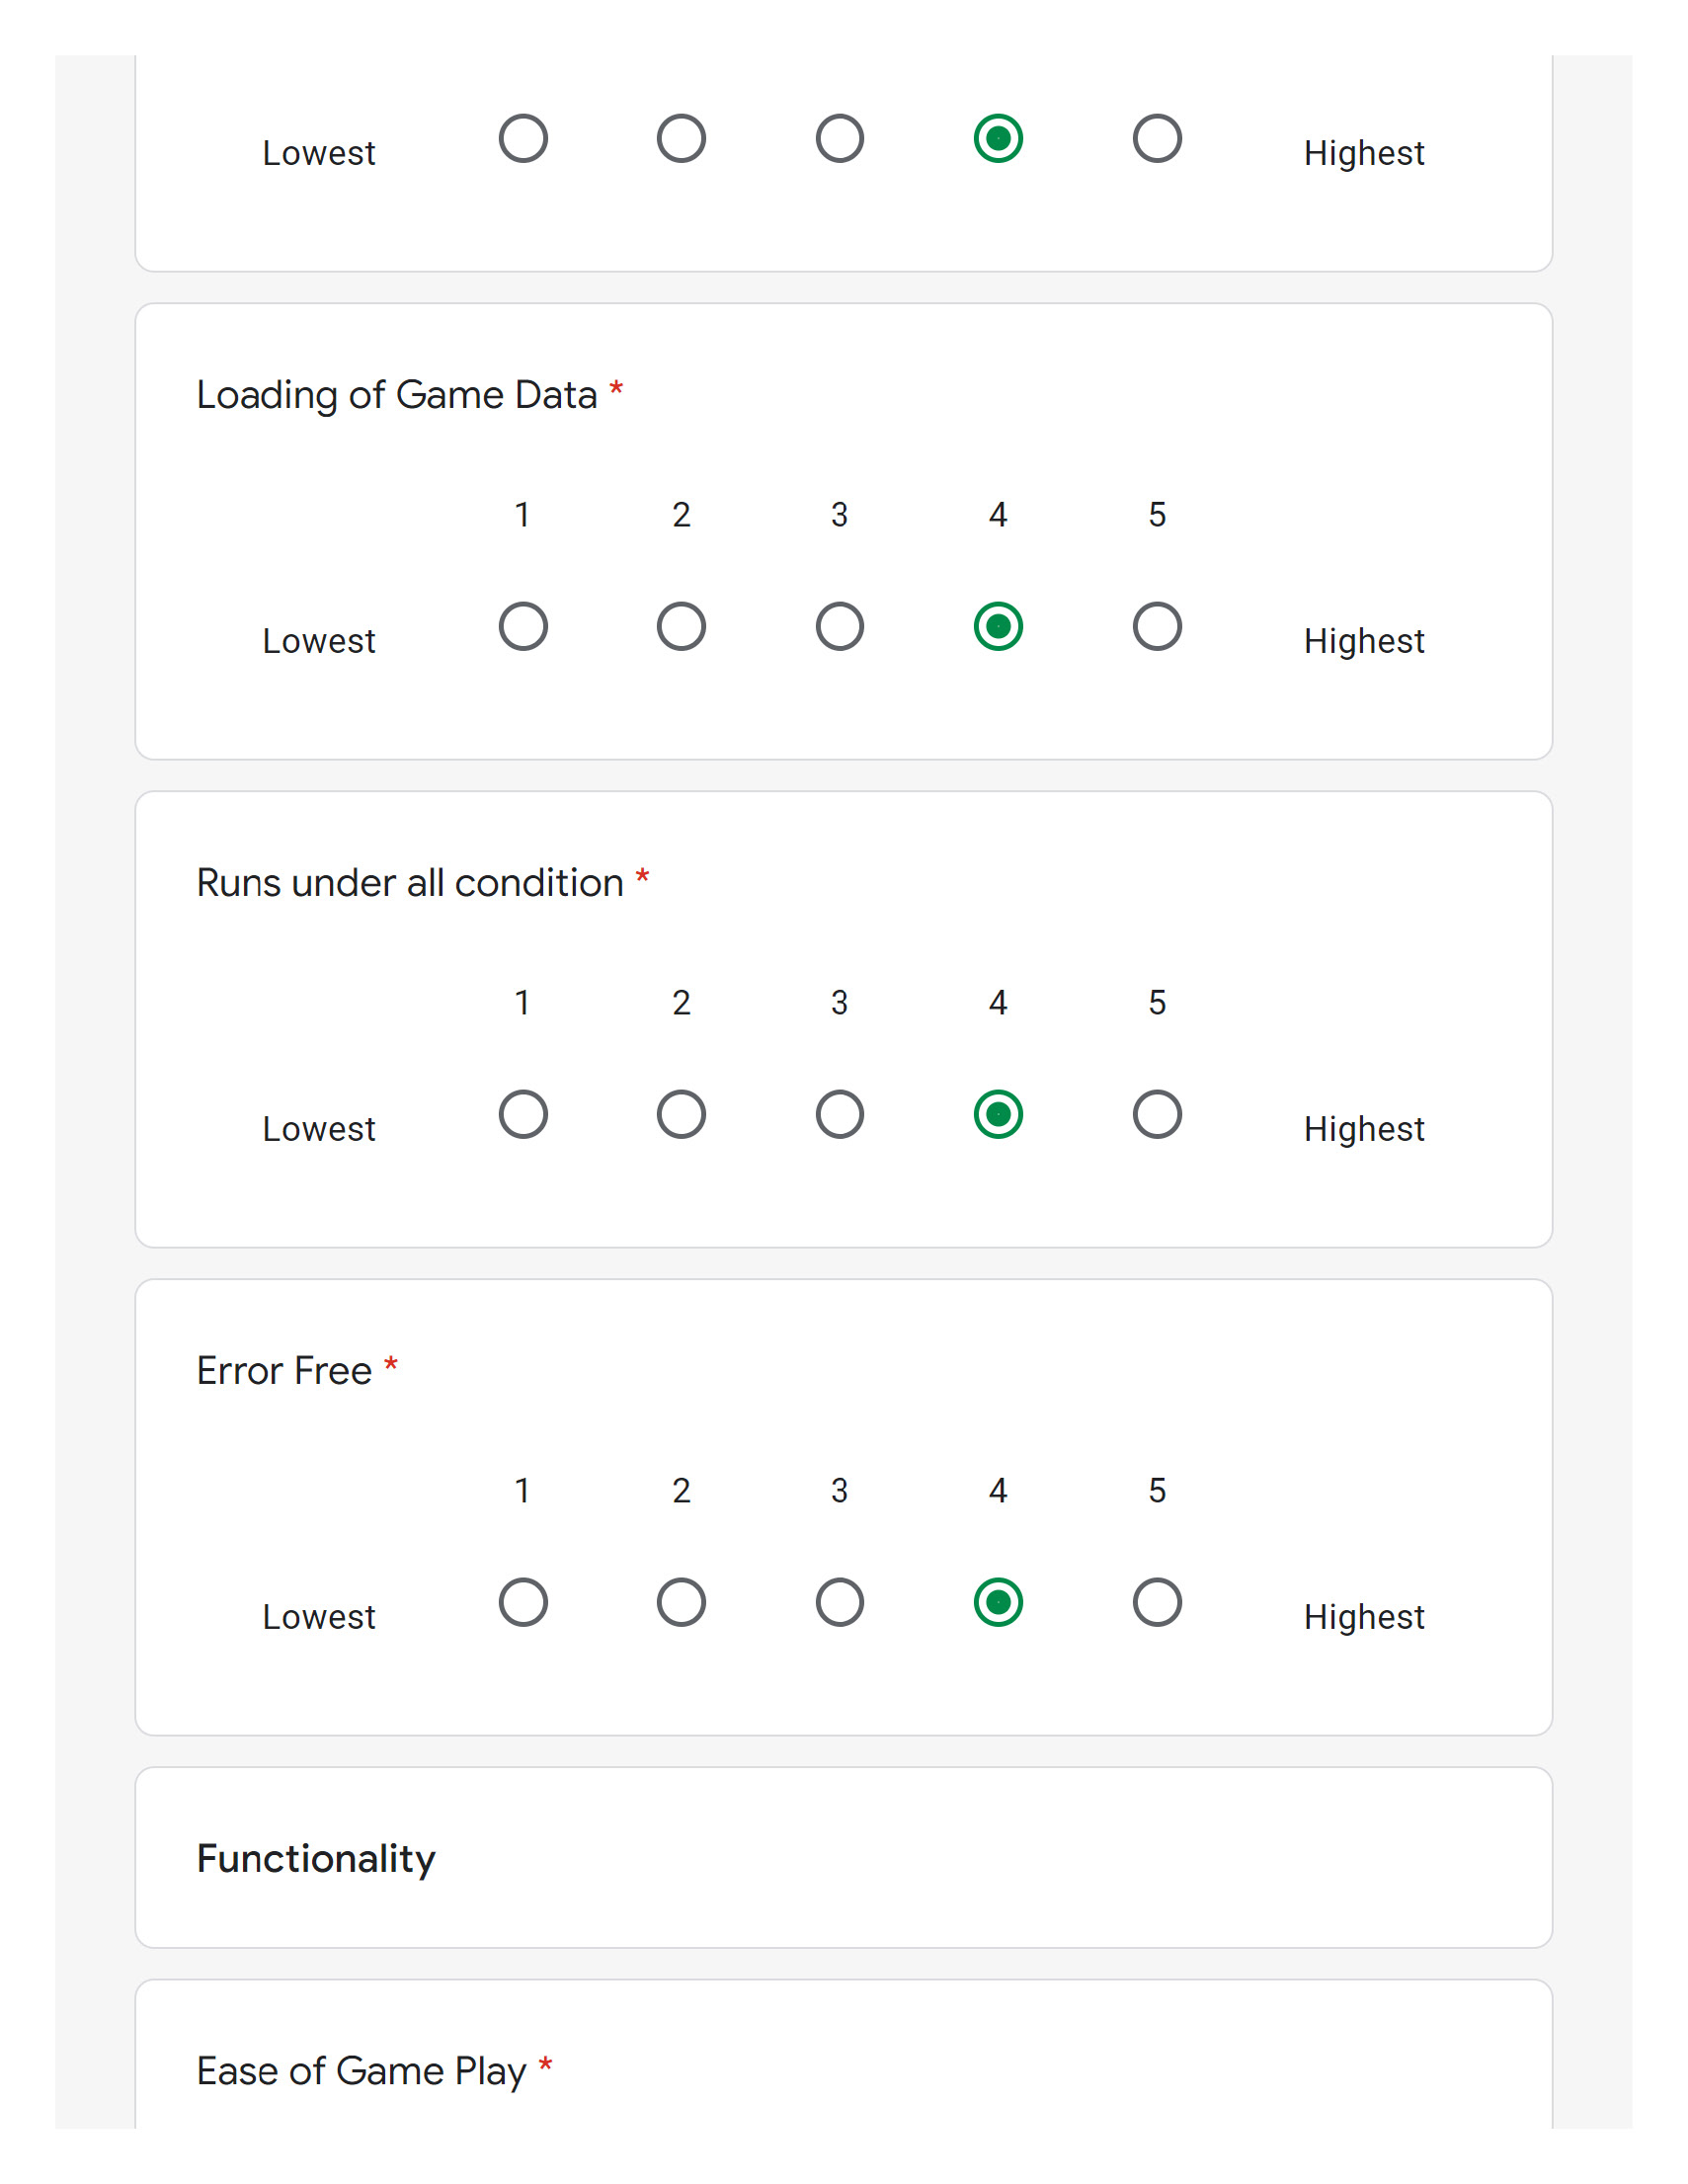 Lowest Highest
Loading of Game Data *
1 2 3 4 5
Lowest Highest
Runs under all condition *
1 2 3 4 5
Lowest Highest
Error Free *
1 2 3 4 5
Lowest Highest
Functionality
Ease of Game Play *